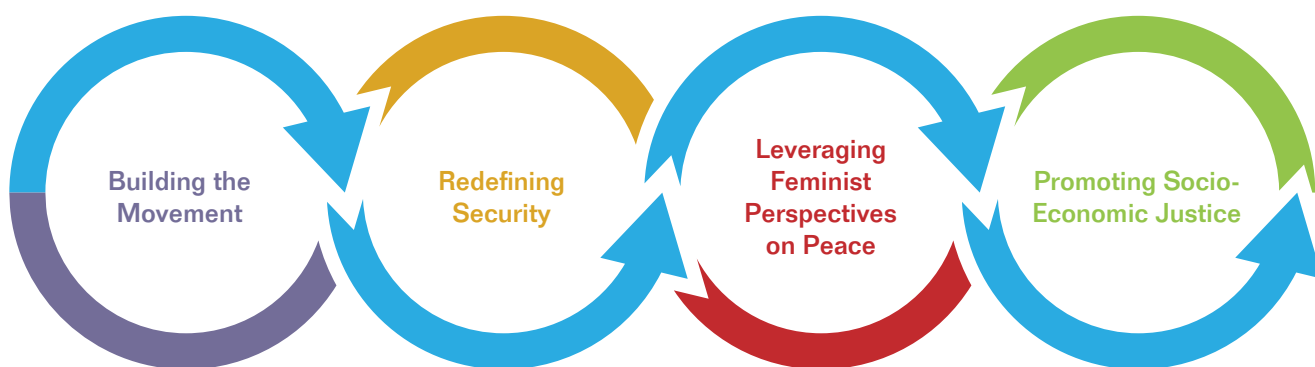 Building the
Movement
Redefining
Security
Leveraging
Feminist
Perspectives
on Peace
Promoting Socio-
Economic Justice